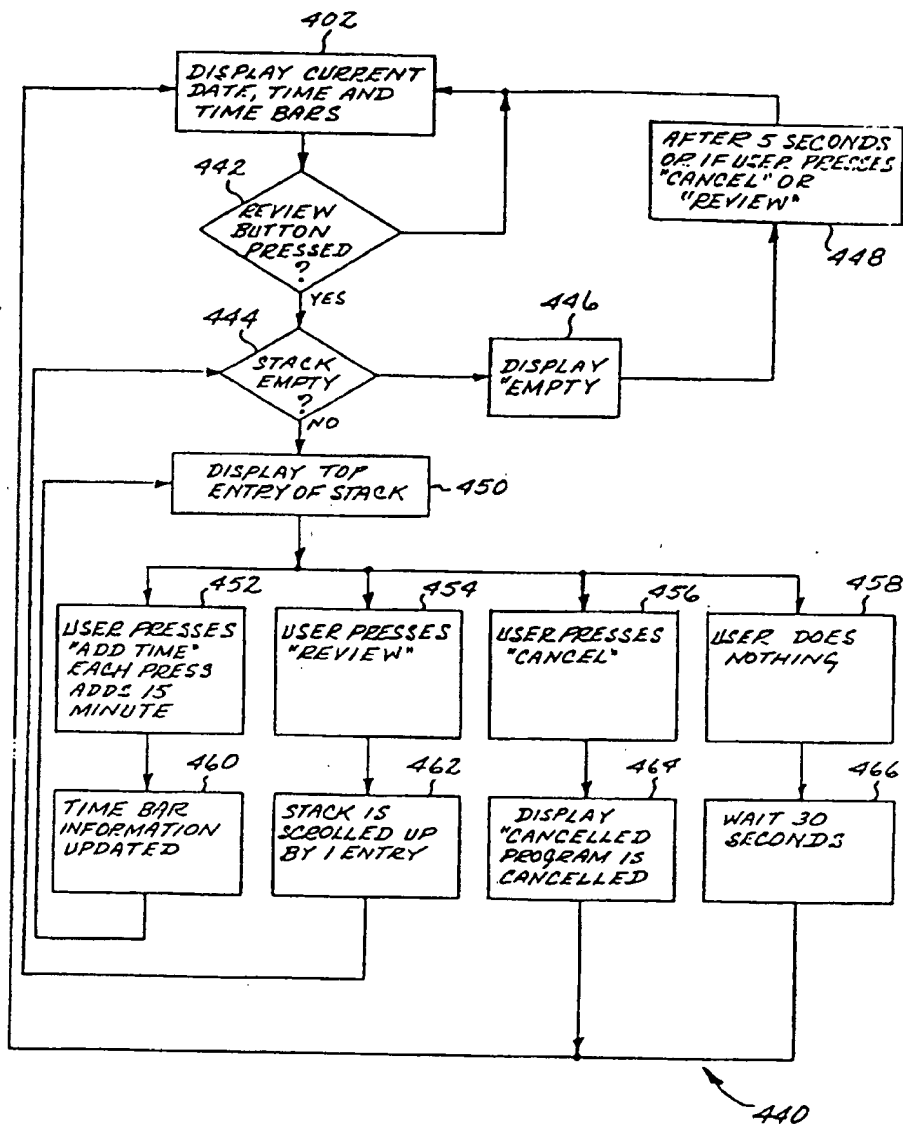 402
DISPLAY CURRENT
DATE, TIME AND
TIME BARS
442
REVIEW
BUTTON
PRESSED
?
YES
AFTER 5 SECONDS
OR IF USER PRESSES
"CANCEL" OR
"REVIEW"
448
444
STACK
EMPTY
?
NO
446
DISPLAY
"EMPTY
DISPLAY TOP
ENTRY OF STACK
450
452
USER PRESSES
"ADD TIME"
EACH PRESS
ADDS 15
MINUTE
454
USER PRESSES
"REVIEW"
456
USER PRESSES
"CANCEL"
458
USER DOES
NOTHING
460
TIME BAR
INFORMATION
UPDATED
462
STACK IS
SCROLLED UP
BY 1 ENTRY
464
DISPLAY
"CANCELLED
PROGRAM IS
CANCELLED
466
WAIT 30
SECONDS
440